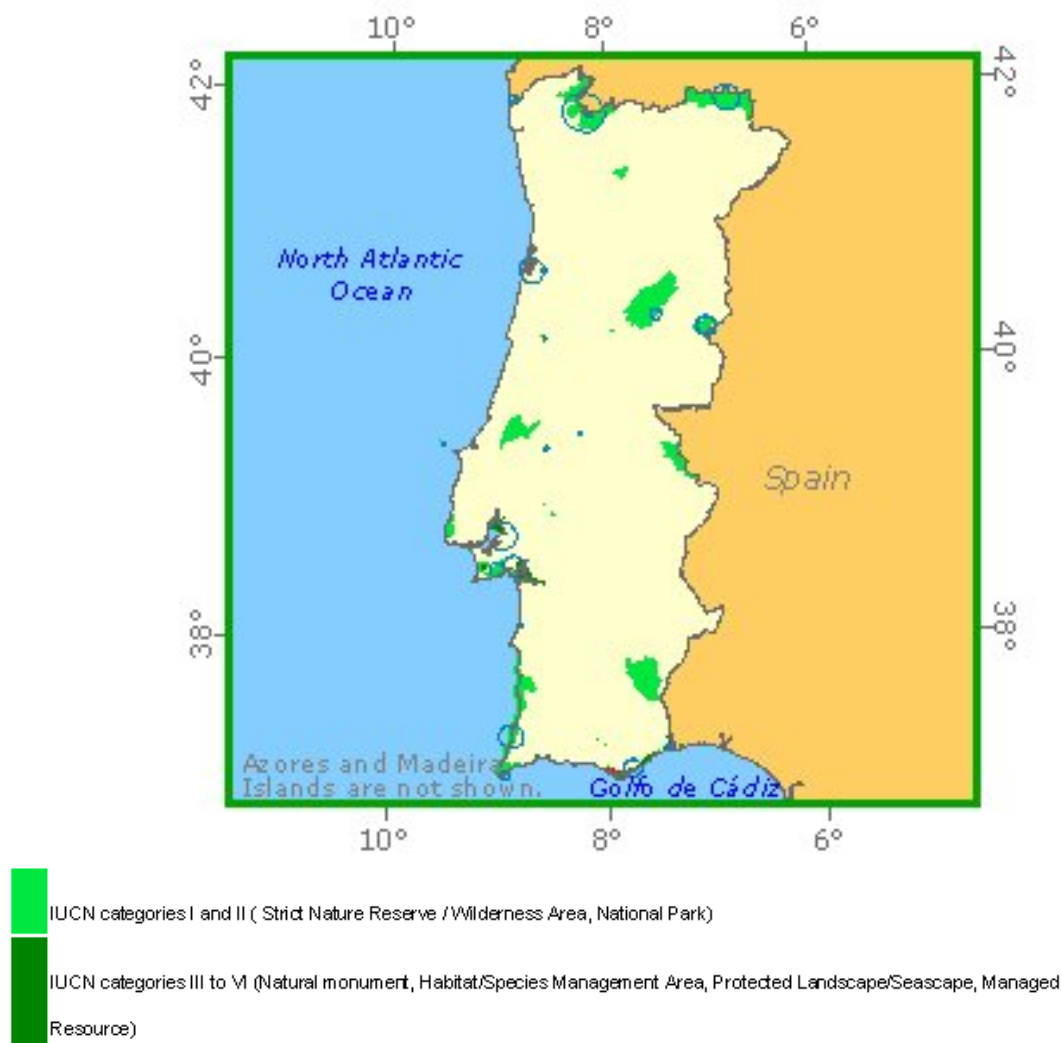 10° 8° 6°
42° 42°
North Atlantic
Ocean
40° 40°
Spain
38° 38°
Azores and Madeira
Islands are not shown.
Golfo de Cádiz
10° 8° 6°
IUCN categories I and II ( Strict Nature Reserve / Wilderness Area, National Park)
IUCN categories III to VI (Natural monument, Habitat/Species Management Area, Protected Landscape/Seascape, Managed
Resource)